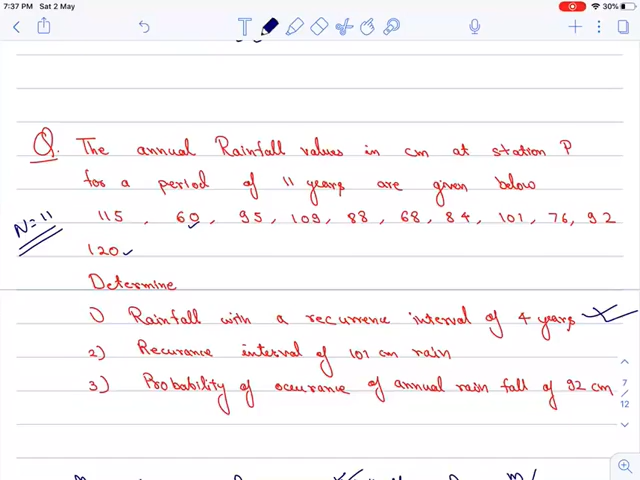 7:37 PM Sat 2 May
30%
Q. The annual Rainfall values in cm at station P
for a period of 11 years are given below
N=11
115, 60, 95, 109, 88, 68, 84, 101, 76, 92
120
Determine
1) Rainfall with a recurrence interval of 4 years
2) Recurance interval of 101 cm rain
3) Probability of occurance of annual rain fall of 92 cm
7
12